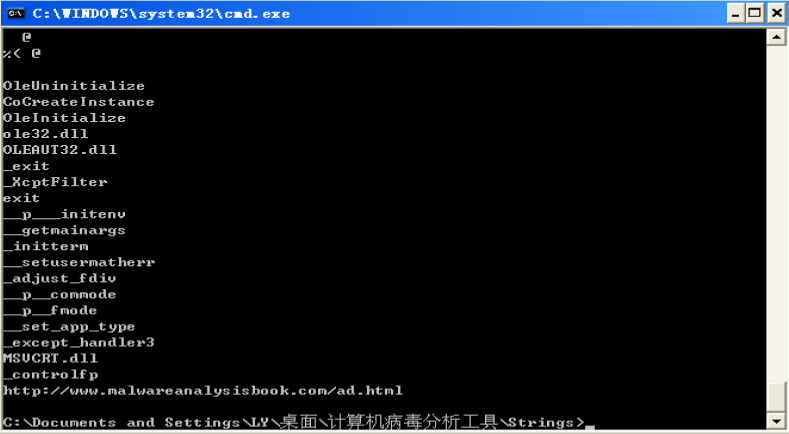 C:\WINDOWS\system32\cmd.exe
@
%( @
OleUninitialize
CoCreateInstance
OleInitialize
ole32.dll
OLEAUT32.dll
_exit
_XcptFilter
exit
__p___initenv
__getmainargs
_initterm
__setusermatherr
_adjust_fdiv
__p__commode
__p__fmode
__set_app_type
_except_handler3
MSVCRT.dll
_controlfp
http://www.malwareanalysisbook.com/ad.html
C:\Documents and Settings\LY\桌面\计算机病毒分析工具\Strings>_